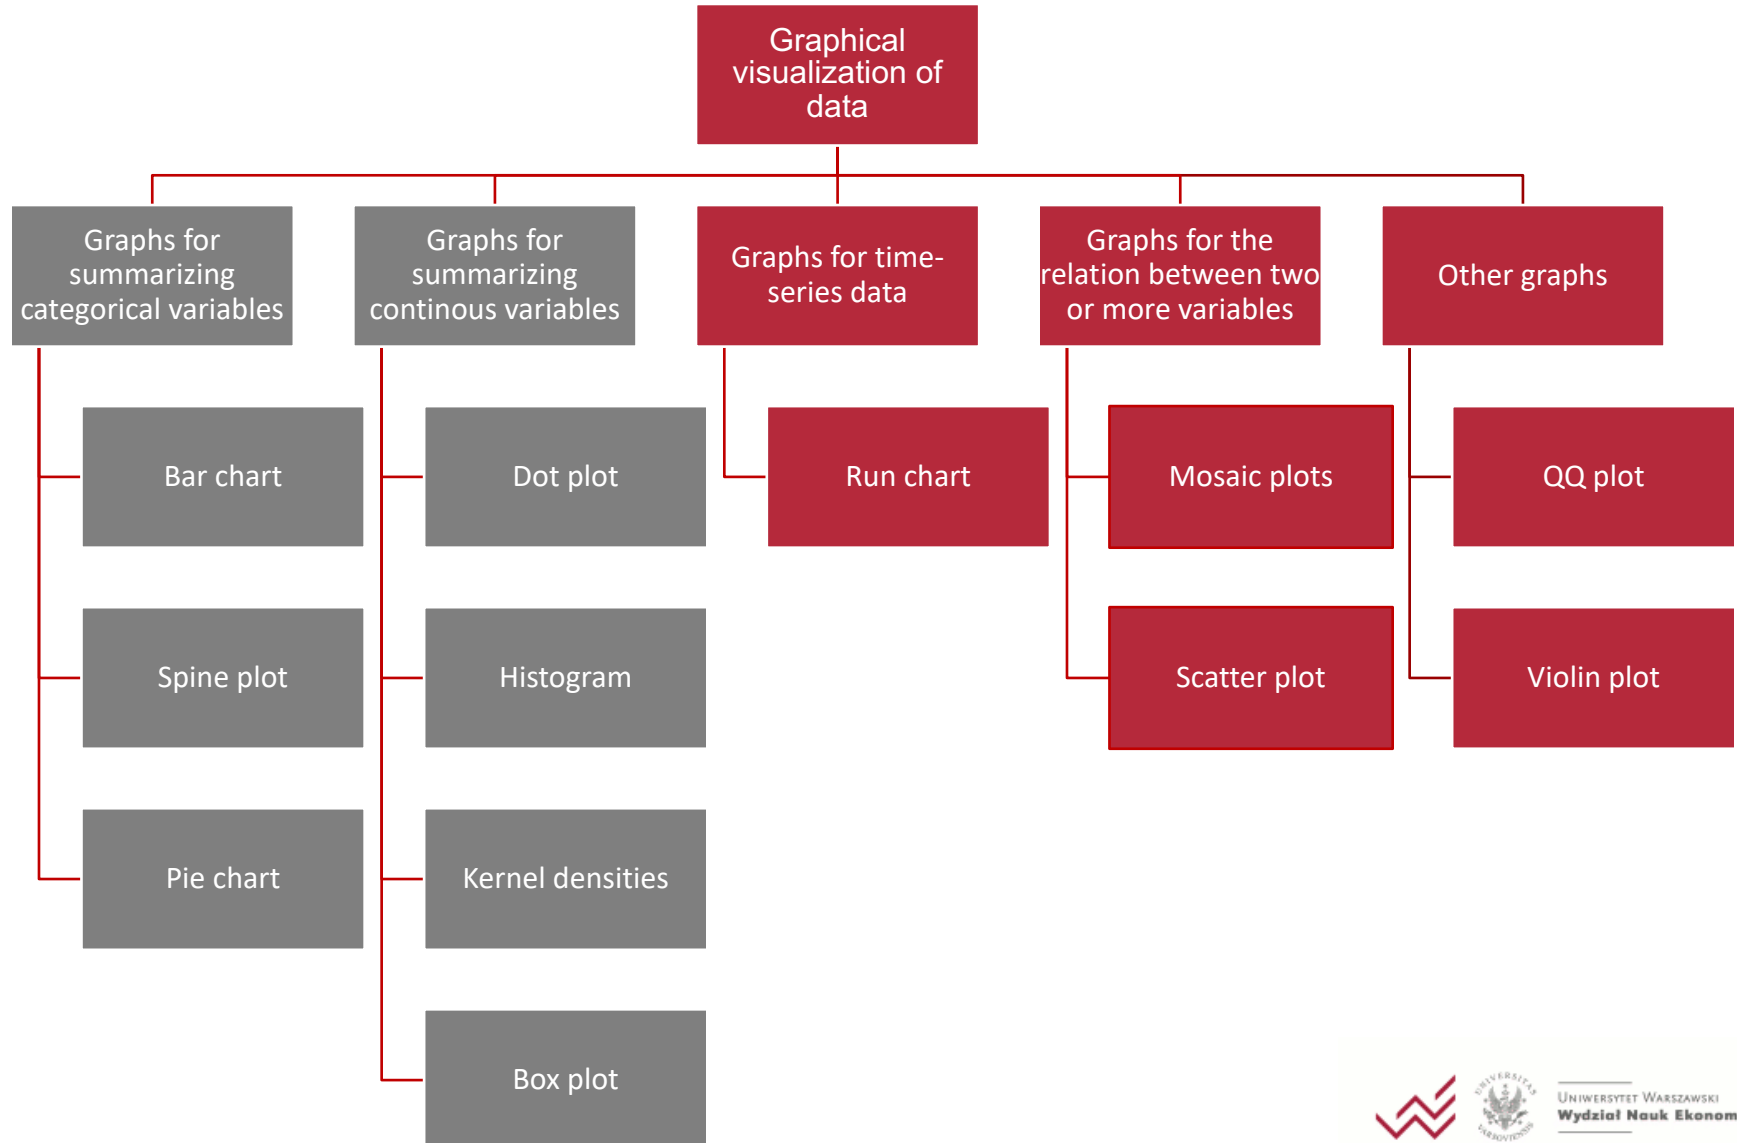 Graphical
visualization of
data
Graphs for
summarizing
categorical variables
Graphs for
summarizing
continous variables
Graphs for time-
series data
Graphs for the
relation between two
or more variables
Other graphs
Bar chart
Dot plot
Run chart
Mosaic plots
QQ plot
Spine plot
Histogram
Scatter plot
Violin plot
Pie chart
Kernel densities
Box plot
UNIVERSITAS
VARSOVIENSIS
UNIWERSYTET WARSZAWSKI
Wydział Nauk Ekonom